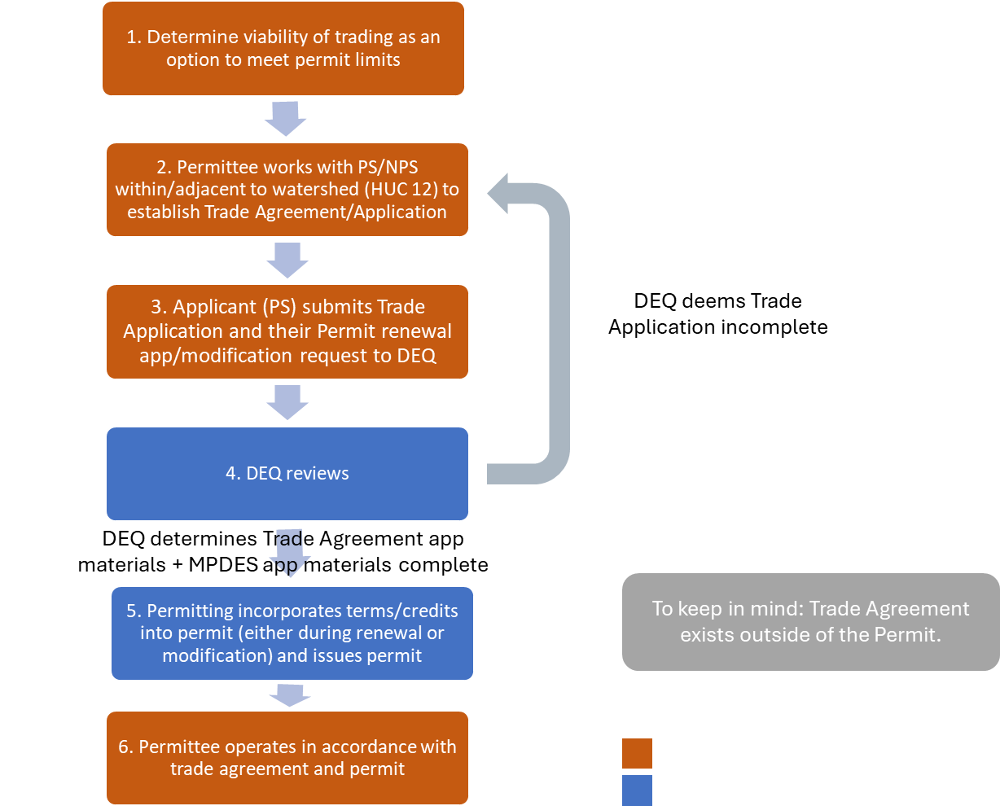 1. Determine viability of trading as an
option to meet permit limits
2. Permittee works with PS/NPS
within/adjacent to watershed (HUC 12) to
establish Trade Agreement/Application
3. Applicant (PS) submits Trade
Application and their Permit renewal
app/modification request to DEQ
DEQ deems Trade
Application incomplete
4. DEQ reviews
DEQ determines Trade Agreement app
materials + MPDES app materials complete
5. Permitting incorporates terms/credits
into permit (either during renewal or
modification) and issues permit
To keep in mind: Trade Agreement
exists outside of the Permit.
6. Permittee operates in accordance with
trade agreement and permit